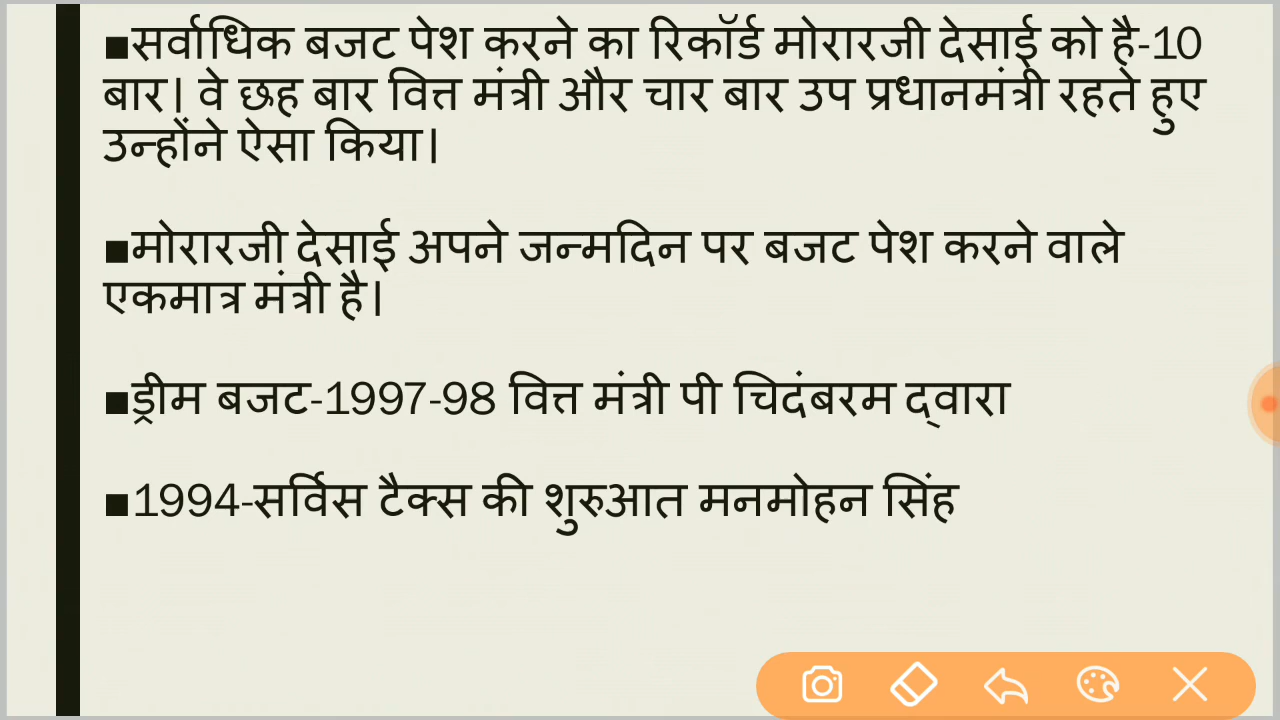 ■सर्वाधिक बजट पेश करने का रिकॉर्ड मोरारजी देसाई को है-10
बार| वे छह बार वित्त मंत्री और चार बार उप प्रधानमंत्री रहते हुए
उन्होंने ऐसा किया|
■मोरारजी देसाई अपने जन्मदिन पर बजट पेश करने वाले
एकमात्र मंत्री है|
■ड्रीम बजट-1997-98 वित्त मंत्री पी चिदंबरम द्वारा
■1994-सर्विस टैक्स की शुरुआत मनमोहन सिंह